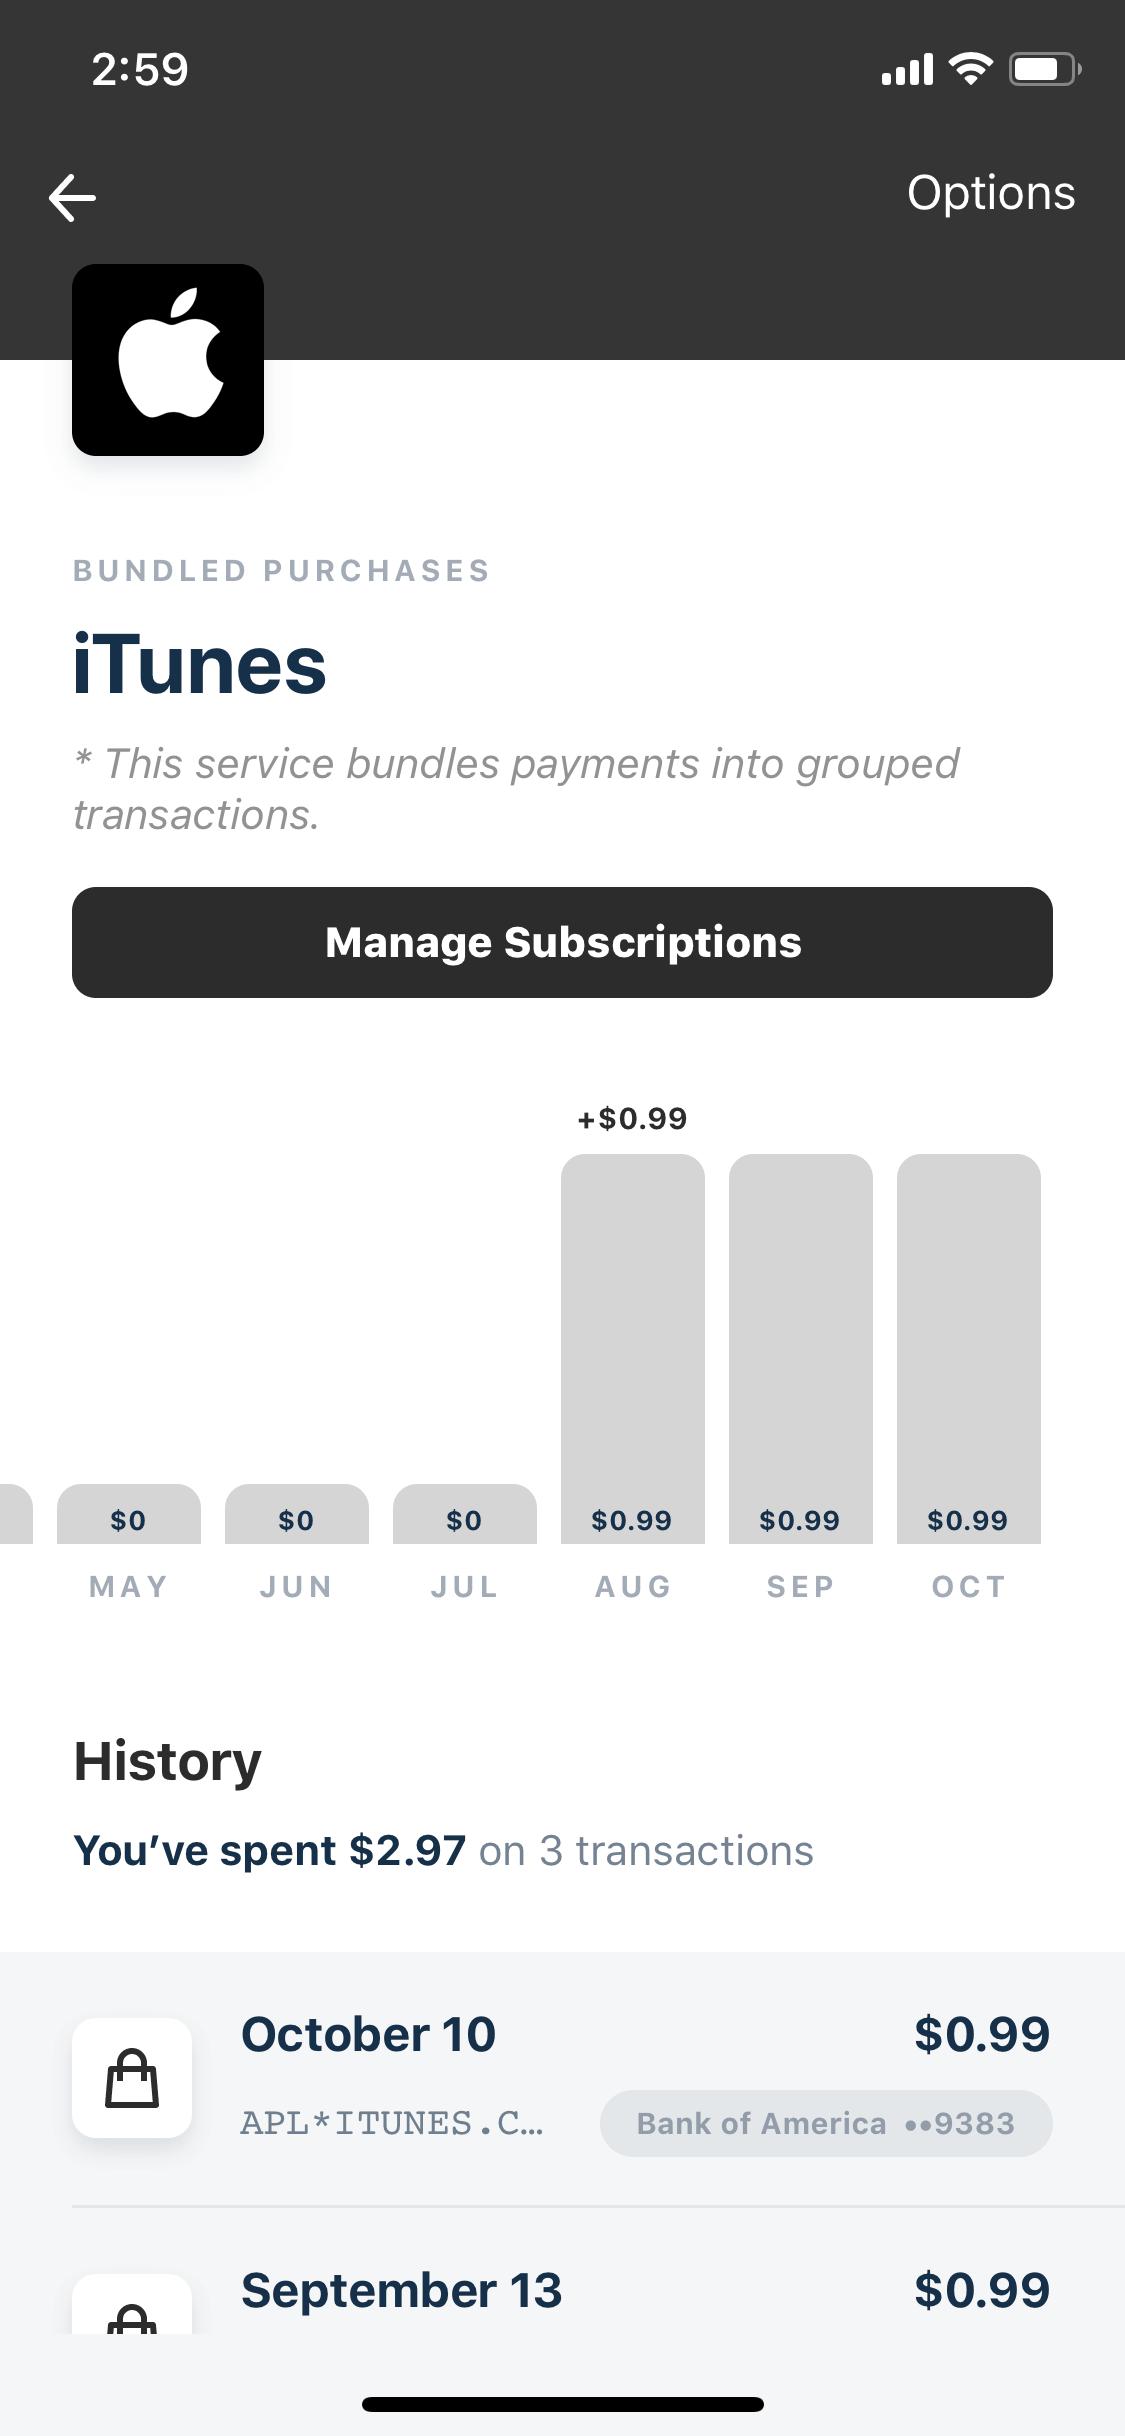 2:59
Options
BUNDLED PURCHASES
iTunes
* This service bundles payments into grouped
transactions.
Manage Subscriptions
+$0.99
$0 $0 $0 $0.99 $0.99 $0.99
MAY JUN JUL AUG SEP OCT
History
You’ve spent $2.97 on 3 transactions
October 10 $0.99
APL*ITUNES.C… Bank of America ••9383
September 13 $0.99